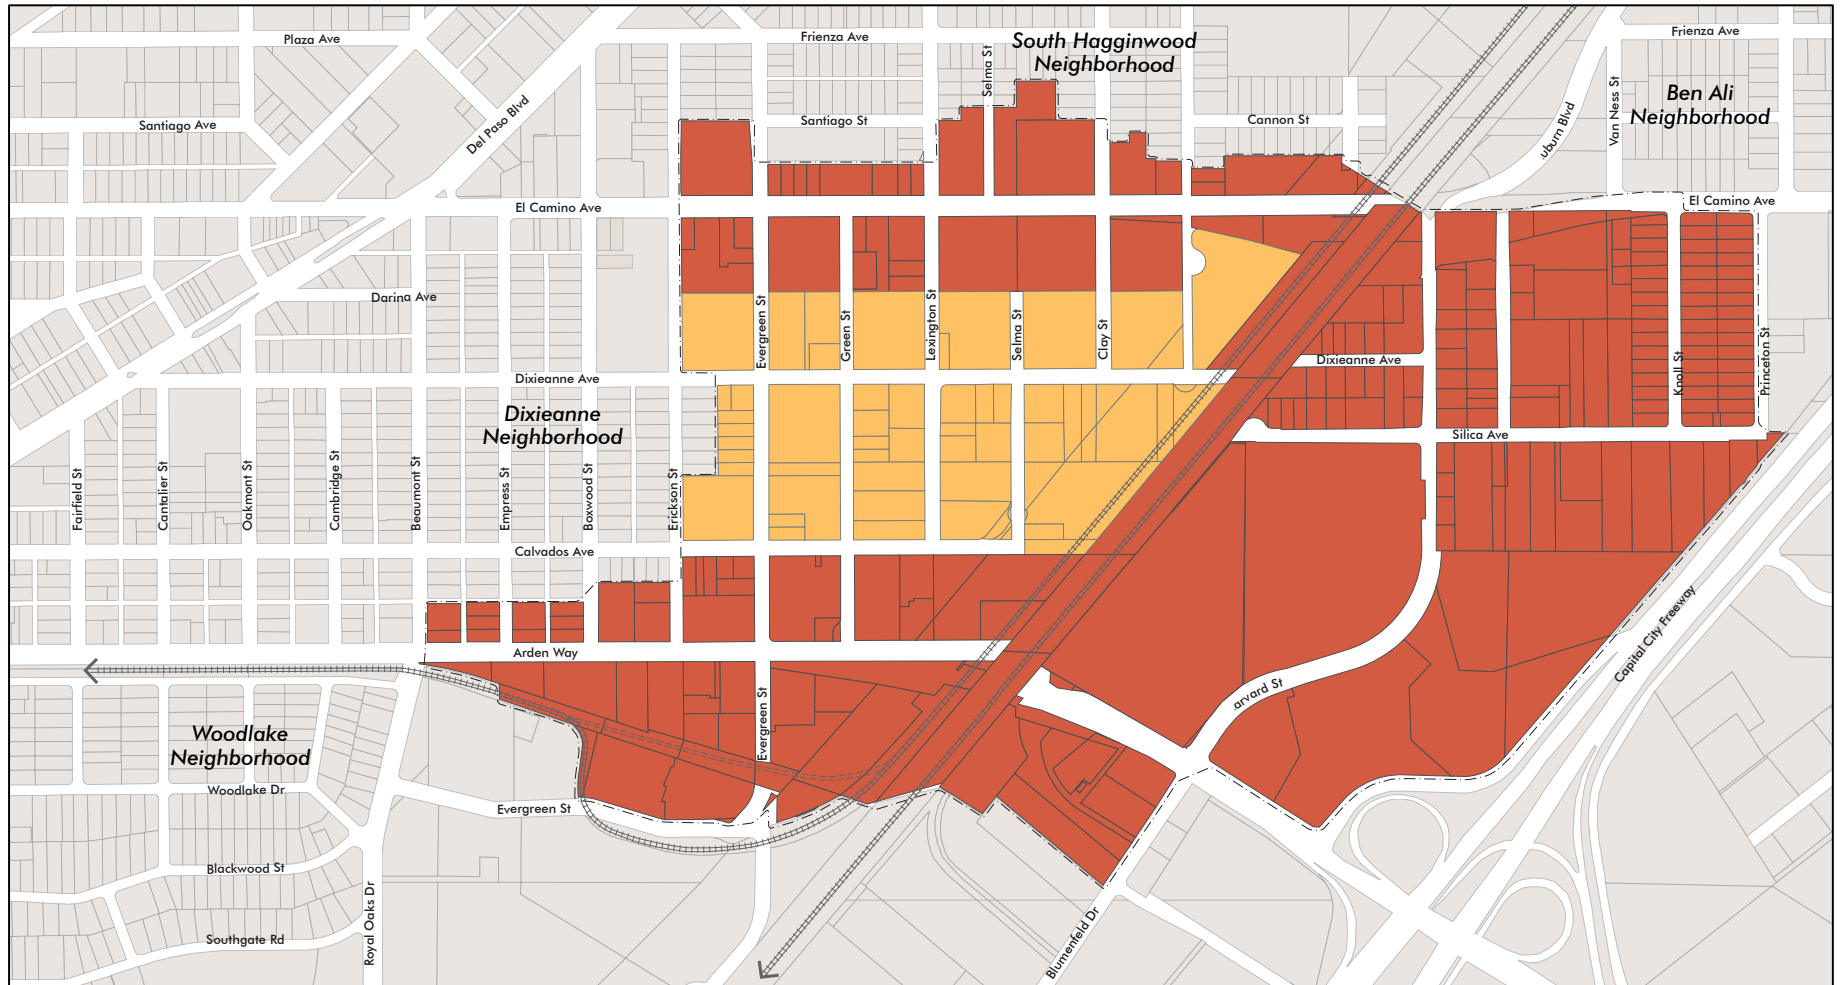 Plaza Ave
Frienza Ave
South Hagginwood
Neighborhood
Frienza Ave
Selma St
Ben Ali
Neighborhood
Van Ness St
Santiago Ave
Del Paso Blvd
Santiago St
Cannon St
uburn Blvd
El Camino Ave
El Camino Ave
Darina Ave
Evergreen St
Green St
Lexington St
Selma St
Clay St
Dixieanne Ave
Knoll St
Princeton St
Dixieanne Ave
Dixieanne
Neighborhood
Silica Ave
Fairfield St
Cantalier St
Oakmont St
Cambridge St
Beaumont St
Empress St
Boxwood St
Erickson St
Calvados Ave
Capital City Freeway
Arden Way
arvard St
Evergreen St
Woodlake
Neighborhood
Woodlake Dr
Evergreen St
Blackwood St
Royal Oaks Dr
Southgate Rd
Blumenfeld Dr